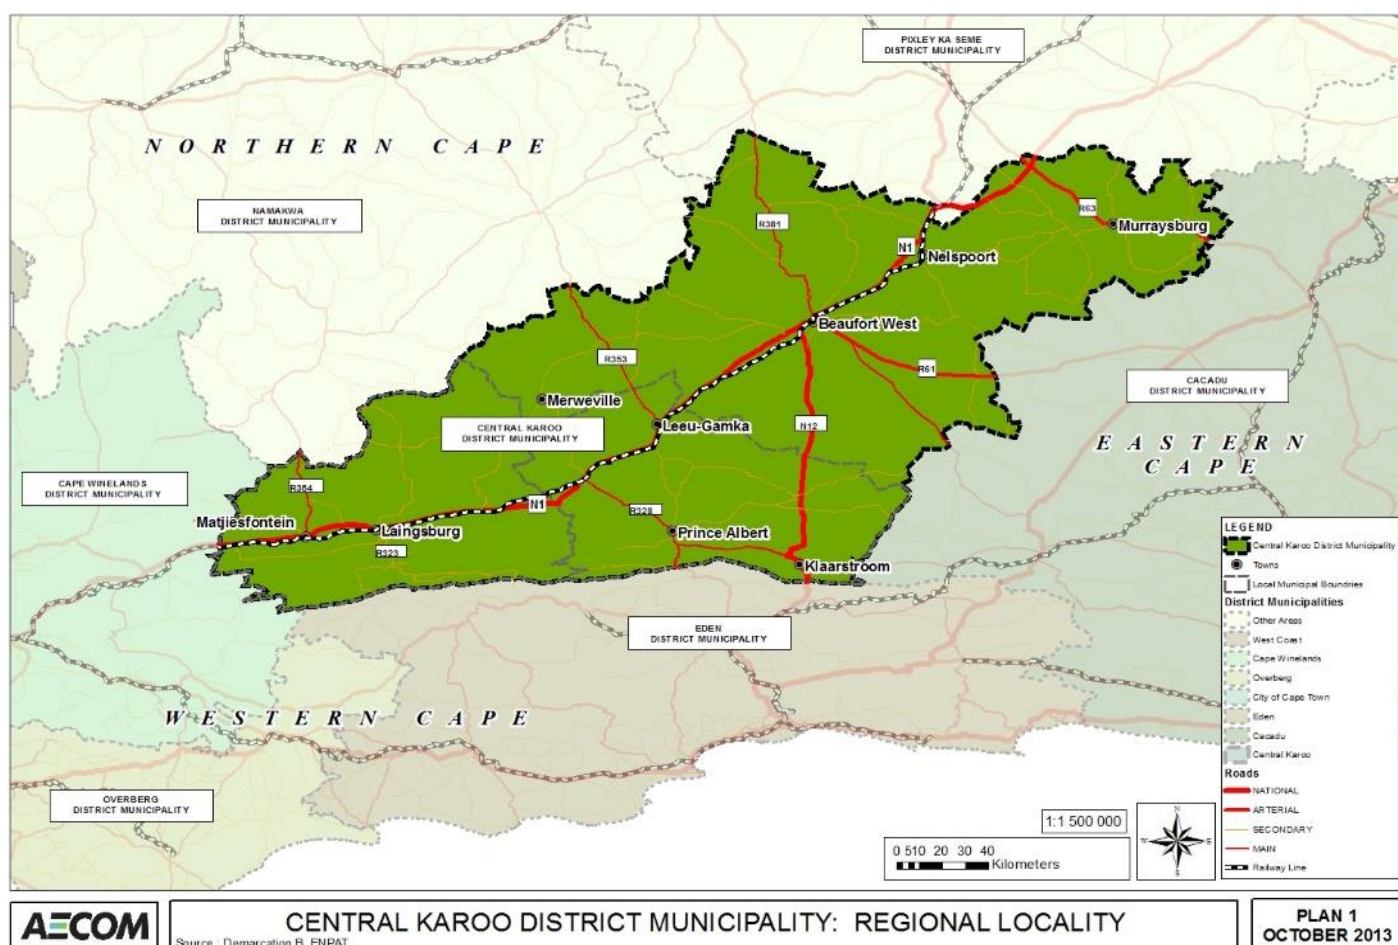 PIXLEY KA SEME
DISTRICT MUNICIPALITY
NORTHERN CAPE
NAMAKWA
DISTRICT MUNICIPALITY
R381
R63
Murraysburg
N1
Nelspoort
Beaufort West
R353
R61
CACADU
DISTRICT MUNICIPALITY
Merweville
CENTRAL KAROO
DISTRICT MUNICIPALITY
Leeu-Gamka
N12
EASTERN
CAPE
CAPE WINELANDS
DISTRICT MUNICIPALITY
R354
Matjiesfontein
N1
R328
Laingsburg
Prince Albert
R323
Klaarstroom
EDEN
DISTRICT MUNICIPALITY
WESTERN CAPE
OVERBERG
DISTRICT MUNICIPALITY
LEGEND
Central Karoo District Municipality
Towns
Local Municipal Boundries
District Municipalities
Other Areas
West Coast
Cape Winelands
Overberg
City of Cape Town
Eden
Cacadu
Central Karoo
Roads
NATIONAL
ARTERIAL
SECONDARY
MAIN
Railway Line
1:1 500 000
0 5 10 20 30 40
Kilometers
N
W E
S
AECOM
CENTRAL KAROO DISTRICT MUNICIPALITY: REGIONAL LOCALITY
Source : Demarcation B, ENPAT
PLAN 1
OCTOBER 2013